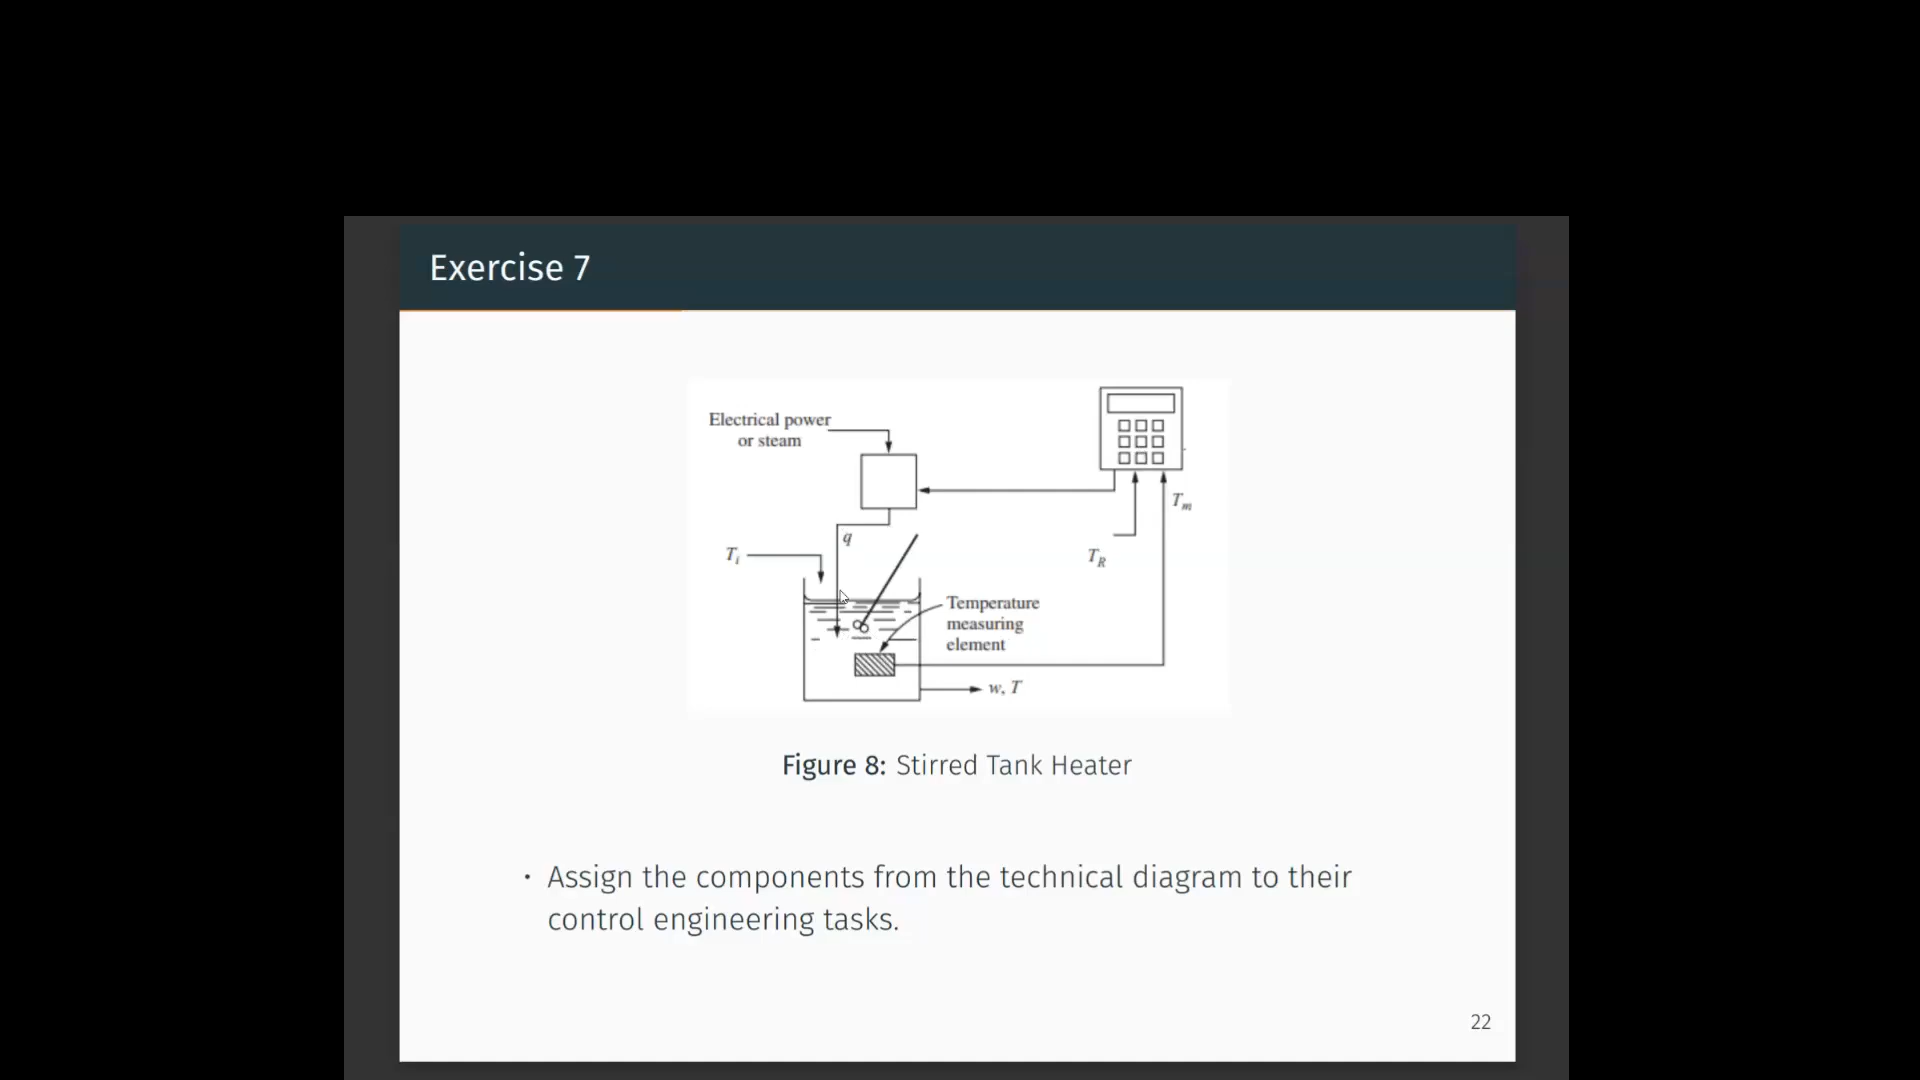 Exercise 7
Electrical power
or steam
T_m
q
T_i
T_R
Temperature
measuring
element
w, T
Figure 8: Stirred Tank Heater
• Assign the components from the technical diagram to their
control engineering tasks.
22